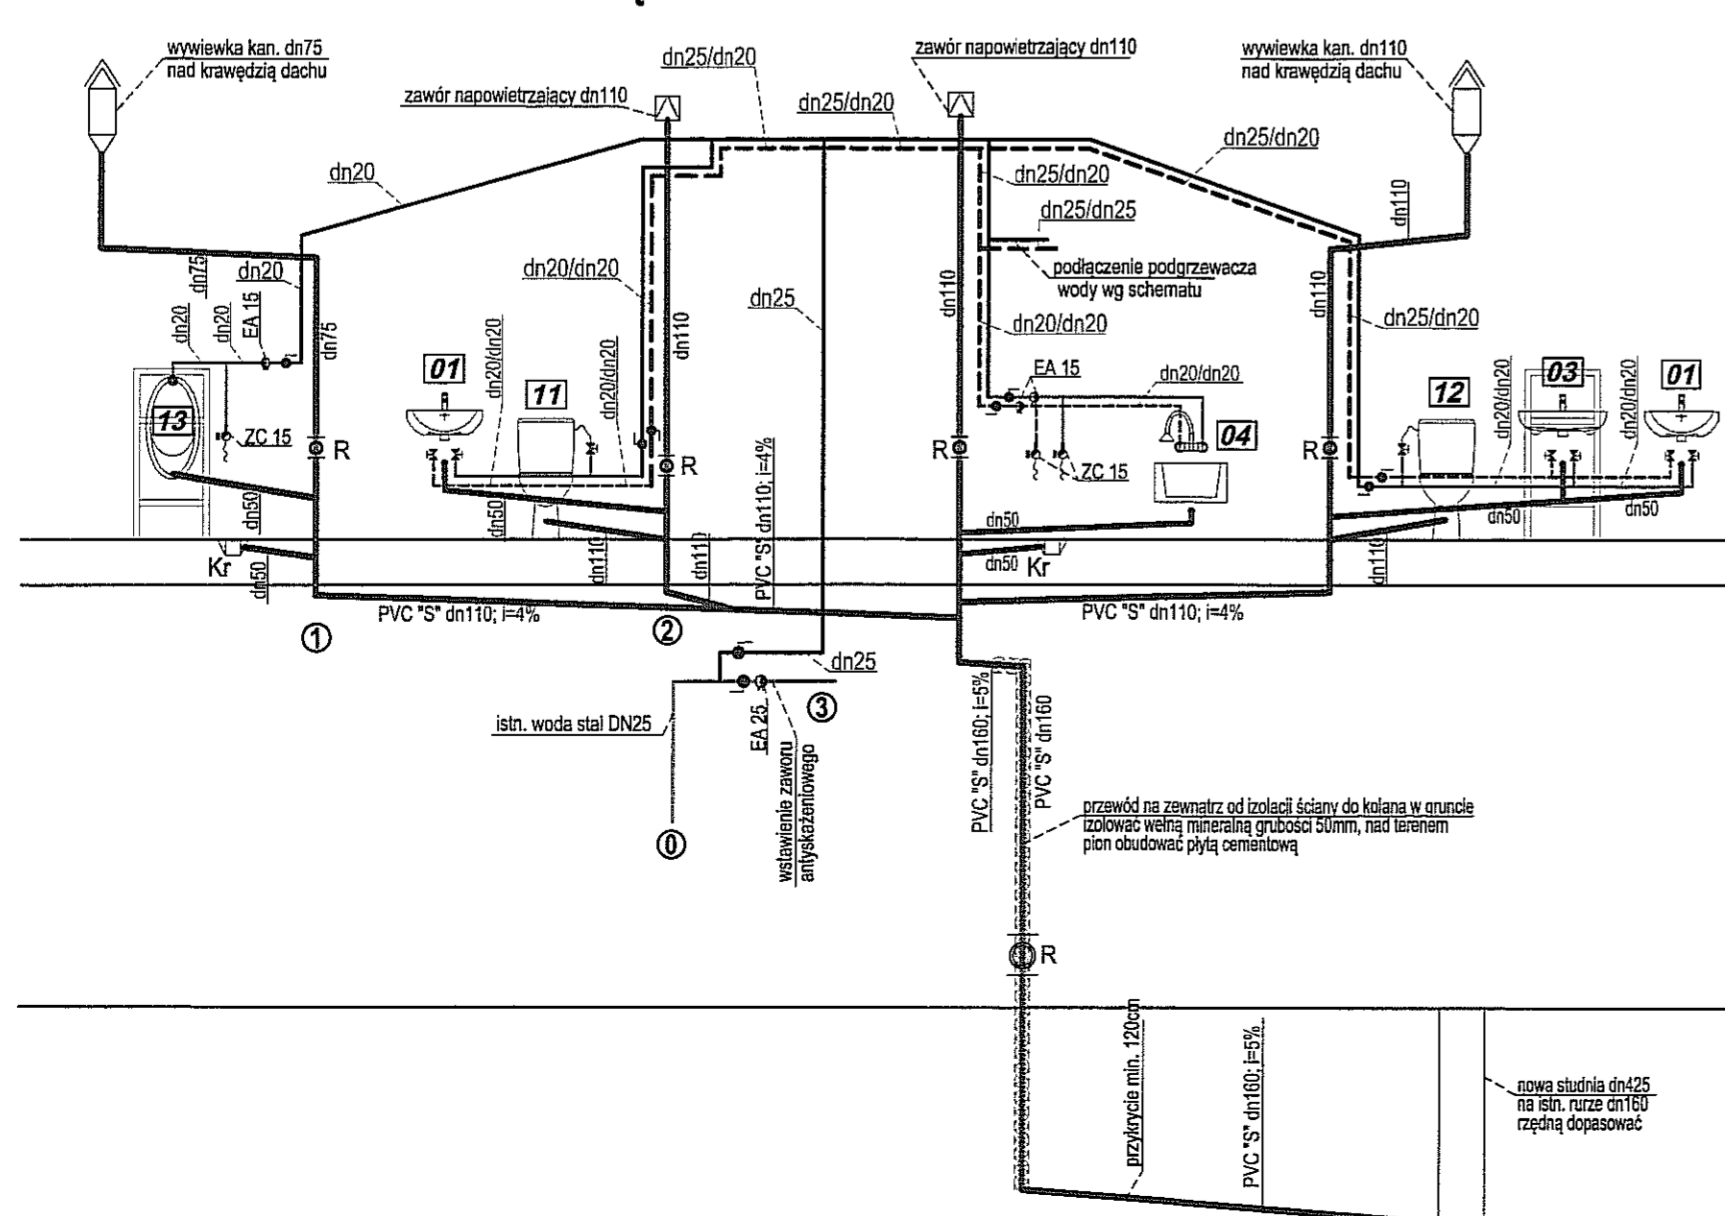 wywiewka kan. dn75
nad krawędzią dachu
dn25/dn20
zawór napowietrzający dn110
wywiewka kan. dn110
nad krawędzią dachu
zawór napowietrzający dn110
dn25/dn20
dn25/dn20
dn20
dn25/dn20
dn110
dn25/dn25
dn75
dn20
dn20/dn20
dn25
dn110
podłączenie podgrzewacza
wody wg schematu
dn110
dn20
dn20
EA 15
dn75
dn110
dn20/dn20
dn25/dn20
01
dn20/dn20
dn20/dn20
EA 15
dn20/dn20
11
12
dn20/dn20
03
dn20/dn20
01
13
ZC 15
R
R
R
04
R
ZC 15
dn50
dn50
PVC "S" dn110; i=4%
dn50
dn50
dn50
Kr
dn50
dn110
dn110
dn50
Kr
dn110
PVC "S" dn110; i=4%
PVC "S" dn110; i=4%
1
2
dn25
3
istn. woda stal DN25
EA 25
wstawienie zaworu
antyskażeniowego
PVC "S" dn160; i=5%
PVC "S" dn160
0
przewód na zewnatrz od izolacji ściany do kolana w gruncie
izolować wełną mineralną grubości 50mm, nad terenem
pion obudować płytą cementową
R
przykrycie min. 120cm
PVC "S" dn160; i=5%
nowa studnia dn425
na istn. rurze dn160
rzędną dopasować